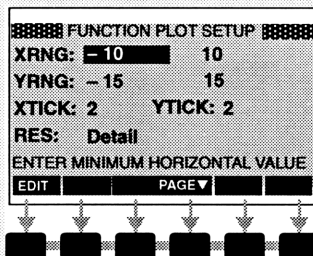 FUNCTION PLOT SETUP
XRNG: – 10 10
YRNG: – 15 15
XTICK: 2 YTICK: 2
RES: Detail
ENTER MINIMUM HORIZONTAL VALUE
EDIT PAGE▼